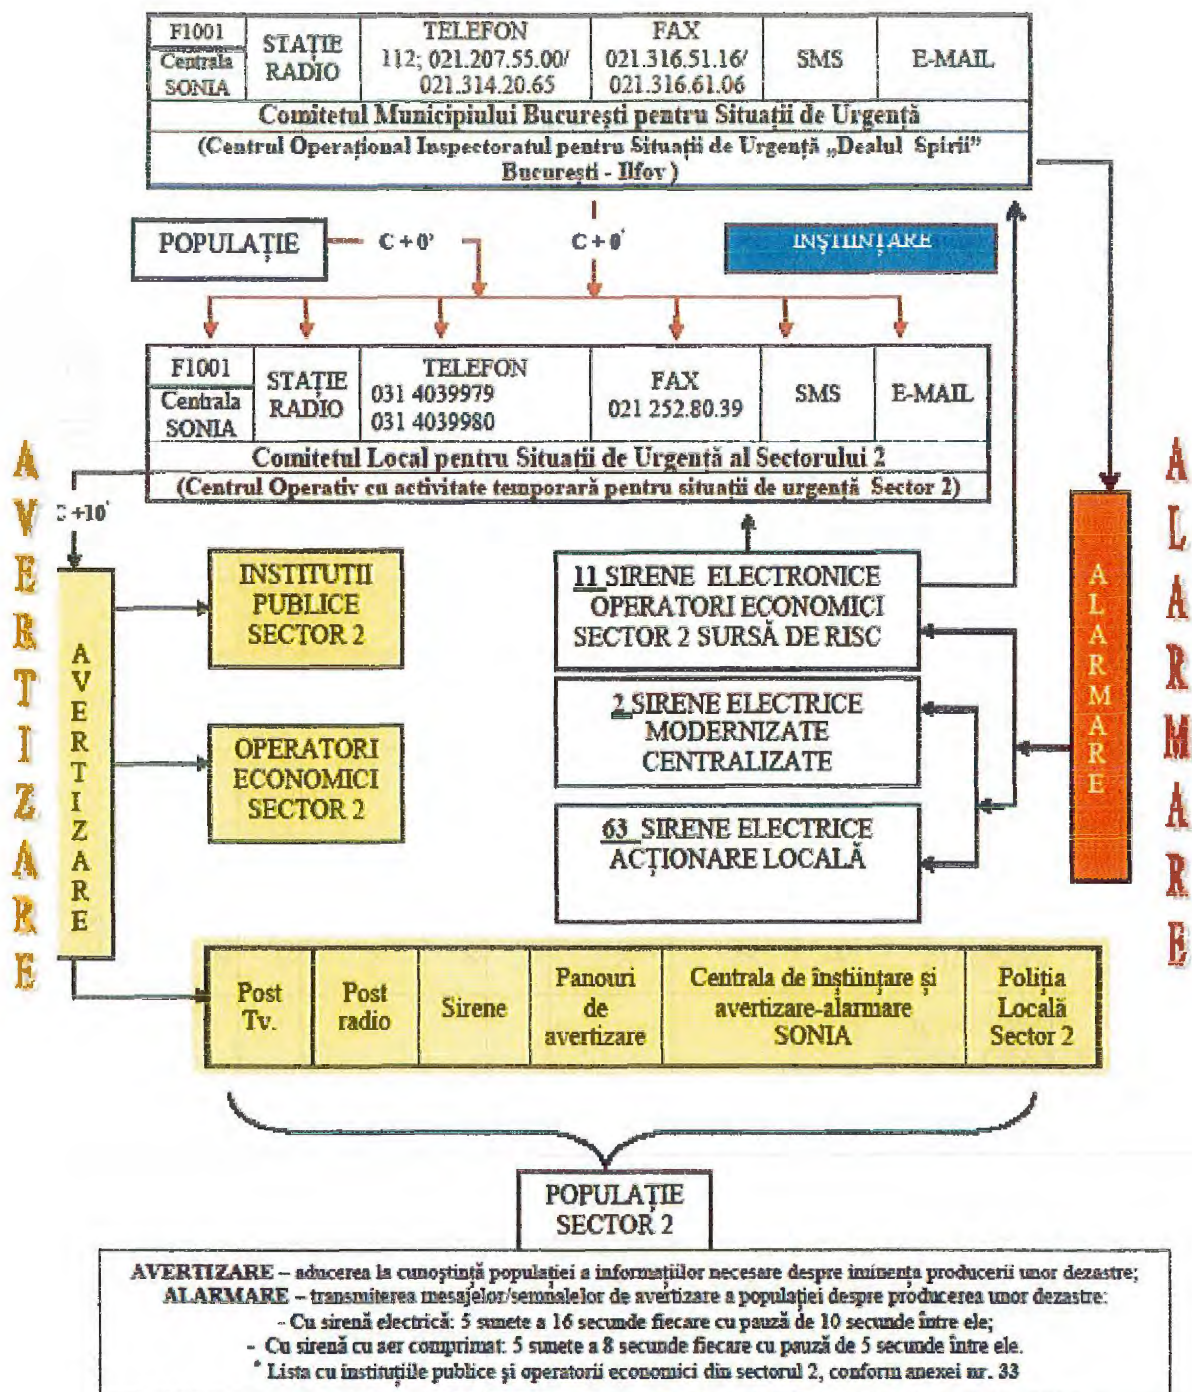 F1001
Centrala
SONIA
STAȚIE
RADIO
TELEFON
112; 021.207.55.00/
021.314.20.65
FAX
021.316.51.16/
021.316.61.06
SMS
E-MAIL
Comitetul Municipiului București pentru Situații de Urgență
(Centrul Operațional Inspectoratul pentru Situații de Urgență „Dealul Spirii”
București - Ilfov)
POPULAȚIE
C + 0'
C + 0'
ÎNȘTIINȚARE
F1001
Centrala
SONIA
STAȚIE
RADIO
TELEFON
031 4039979
031 4039980
FAX
021 252.80.39
SMS
E-MAIL
Comitetul Local pentru Situații de Urgență al Sectorului 2
(Centrul Operativ cu activitate temporară pentru situații de urgență Sector 2)
C +10'
AVERTIZARE
AVERTIZARE
INSTITUTII
PUBLICE
SECTOR 2
OPERATORI
ECONOMICI
SECTOR 2
11 SIRENE ELECTRONICE
OPERATORI ECONOMICI
SECTOR 2 SURSĂ DE RISC
2 SIRENE ELECTRICE
MODERNIZATE
CENTRALIZATE
63 SIRENE ELECTRICE
ACȚIONARE LOCALĂ
ALARMARE
ALARMARE
Post
Tv.
Post
radio
Sirene
Panouri
de
avertizare
Centrala de înștiințare și
avertizare-alarmare
SONIA
Poliția
Locală
Sector 2
POPULAȚIE
SECTOR 2
AVERTIZARE – aducerea la cunoștință populației a informațiilor necesare despre iminența producerii unor dezastre;
ALARMARE – transmiterea mesajelor/semnalelor de avertizare a populației despre producerea unor dezastre:
- Cu sirenă electrică: 5 sunete a 16 secunde fiecare cu pauză de 10 secunde între ele;
- Cu sirenă cu aer comprimat: 5 sunete a 8 secunde fiecare cu pauză de 5 secunde între ele.
* Lista cu instituțiile publice și operatorii economici din sectorul 2, conform anexei nr. 33